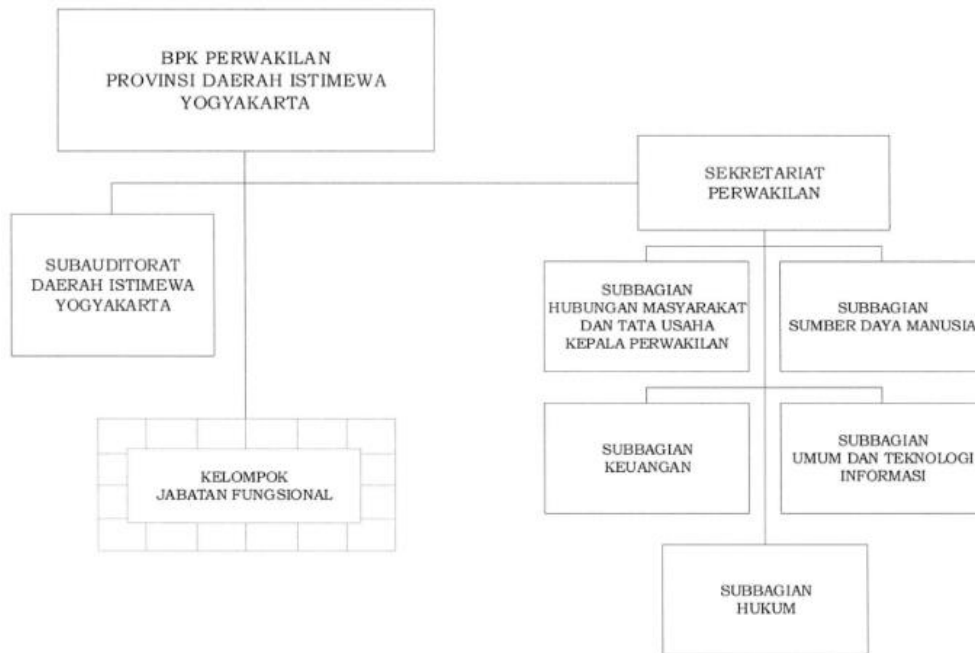 BPK PERWAKILAN
PROVINSI DAERAH ISTIMEWA
YOGYAKARTA
SEKRETARIAT
PERWAKILAN
SUBAUDITORAT
DAERAH ISTIMEWA
YOGYAKARTA
SUBBAGIAN
HUBUNGAN MASYARAKAT
DAN TATA USAHA
KEPALA PERWAKILAN
SUBBAGIAN
SUMBER DAYA MANUSIA
KELOMPOK
JABATAN FUNGSIONAL
SUBBAGIAN
KEUANGAN
SUBBAGIAN
UMUM DAN TEKNOLOGI
INFORMASI
SUBBAGIAN
HUKUM